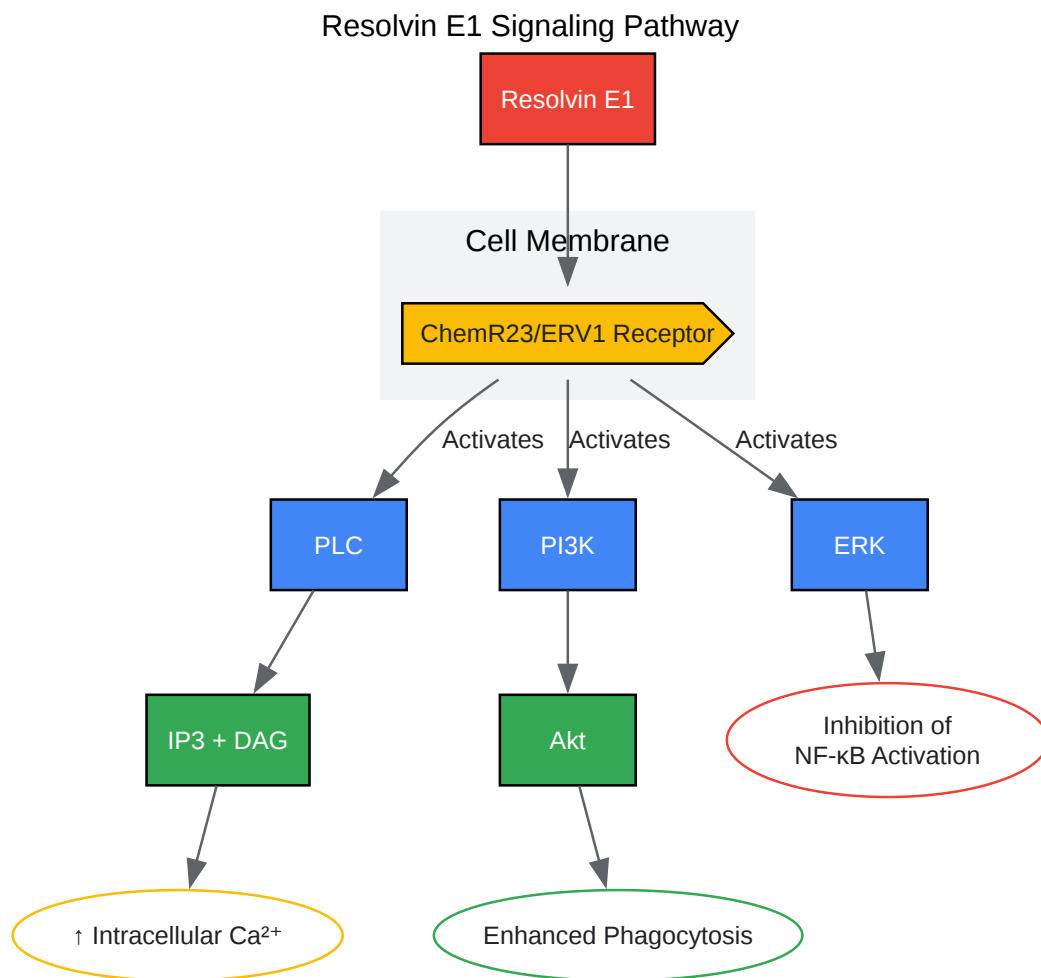 Resolvin E1 Signaling Pathway
Resolvin E1
Cell Membrane
ChemR23/ERV1 Receptor
Activates
Activates
Activates
PLC
PI3K
ERK
IP3 + DAG
Akt
Inhibition of
NF-κB Activation
↑ Intracellular Ca²⁺
Enhanced Phagocytosis